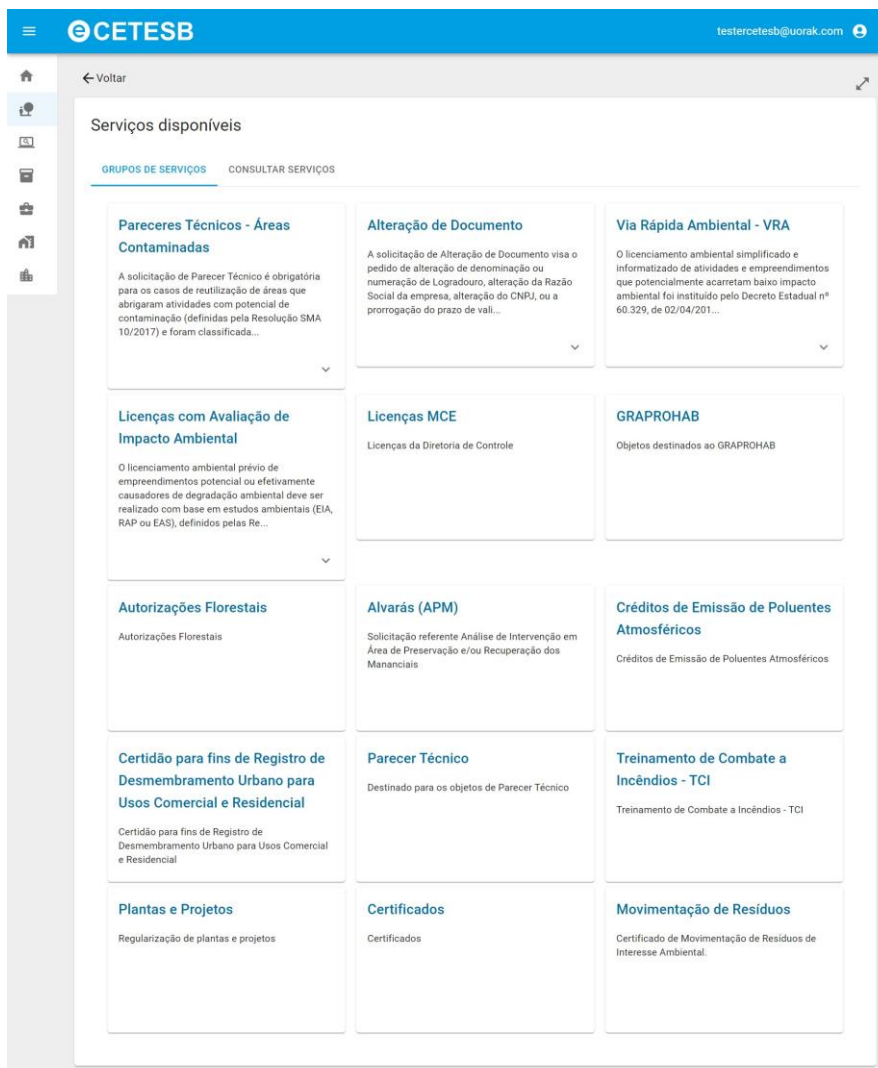 eCETESB
testercetesb@uorak.com
Voltar
Serviços disponíveis
GRUPOS DE SERVIÇOS
CONSULTAR SERVIÇOS
Pareceres Técnicos - Áreas
Contaminadas
A solicitação de Parecer Técnico é obrigatória
para os casos de reutilização de áreas que
abrigaram atividades com potencial de
contaminação (definidas pela Resolução SMA
10/2017) e foram classificada...
Alteração de Documento
A solicitação de Alteração de Documento visa o
pedido de alteração de denominação ou
numeração de Logradouro, alteração da Razão
Social da empresa, alteração do CNPJ, ou a
prorrogação do prazo de vali...
Via Rápida Ambiental - VRA
O licenciamento ambiental simplificado e
informatizado de atividades e empreendimentos
que potencialmente acarretam baixo impacto
ambiental foi instituído pelo Decreto Estadual nº
60.329, de 02/04/201...
Licenças com Avaliação de
Impacto Ambiental
O licenciamento ambiental prévio de
empreendimentos potencial ou efetivamente
causadores de degradação ambiental deve ser
realizado com base em estudos ambientais (EIA,
RAP ou EAS), definidos pelas Re...
Licenças MCE
Licenças da Diretoria de Controle
GRAPROHAB
Objetos destinados ao GRAPROHAB
Autorizações Florestais
Autorizações Florestais
Alvarás (APM)
Solicitação referente Análise de Intervenção em
Área de Preservação e/ou Recuperação dos
Mananciais
Créditos de Emissão de Poluentes
Atmosféricos
Créditos de Emissão de Poluentes Atmosféricos
Certidão para fins de Registro de
Desmembramento Urbano para
Usos Comercial e Residencial
Certidão para fins de Registro de
Desmembramento Urbano para Usos Comercial
e Residencial
Parecer Técnico
Destinado para os objetos de Parecer Técnico
Treinamento de Combate a
Incêndios - TCI
Treinamento de Combate a Incêndios - TCI
Plantas e Projetos
Regularização de plantas e projetos
Certificados
Certificados
Movimentação de Resíduos
Certificado de Movimentação de Resíduos de
Interesse Ambiental.